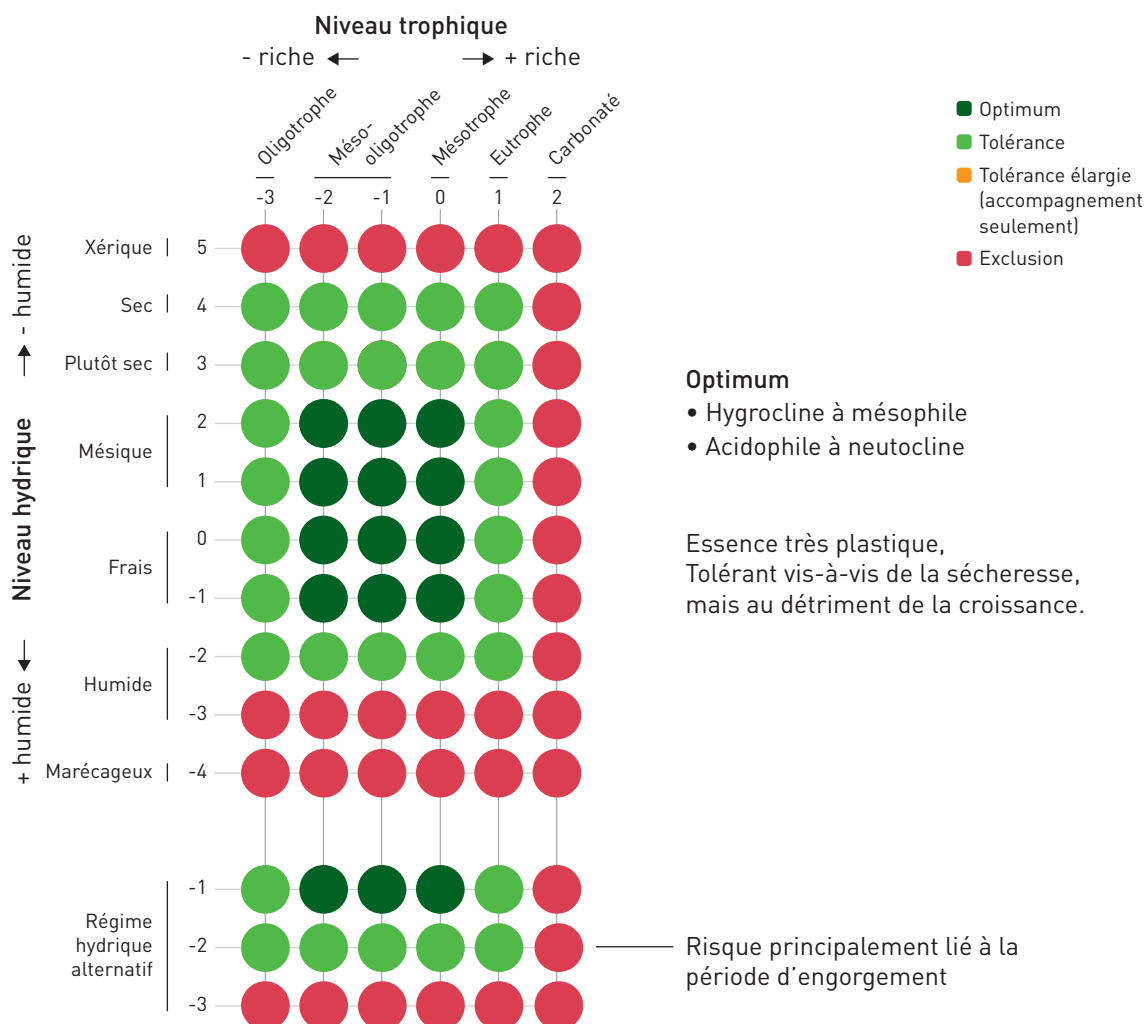 Niveau trophique
- riche ← → + riche
Oligotrophe
Méso-
oligotrophe
Mésotrophe
Eutrophe
Carbonaté
-3 -2 -1 0 1 2
Optimum
Tolérance
Tolérance élargie
(accompagnement
seulement)
Exclusion
Niveau hydrique
→ - humide
+ humide ←
Xérique 5
Sec 4
Plutôt sec 3
Mésique
2
1
Frais
0
-1
Humide
-2
-3
Marécageux -4
Régime
hydrique
alternatif
-1
-2
-3
Optimum
• Hygrocline à mésophile
• Acidophile à neutocline
Essence très plastique,
Tolérant vis-à-vis de la sécheresse,
mais au détriment de la croissance.
Risque principalement lié à la
période d'engorgement